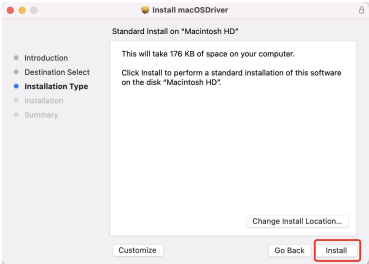 Install macOSDriver
Standard Install on "Macintosh HD"
Introduction
Destination Select
Installation Type
Installation
Summary
This will take 176 KB of space on your computer.
Click Install to perform a standard installation of this software
on the disk "Macintosh HD".
Change Install Location...
Customize
Go Back
Install